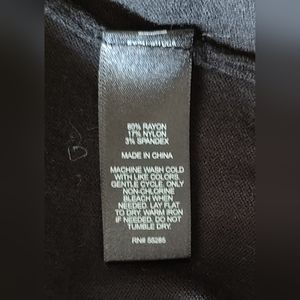 80% RAYON
17% NYLON
3% SPANDEX
MADE IN CHINA
MACHINE WASH COLD
WITH LIKE COLORS.
GENTLE CYCLE. ONLY
NON-CHLORINE
BLEACH WHEN
NEEDED. LAY FLAT
TO DRY. WARM IRON
IF NEEDED. DO NOT
TUMBLE DRY.
RN# 55285